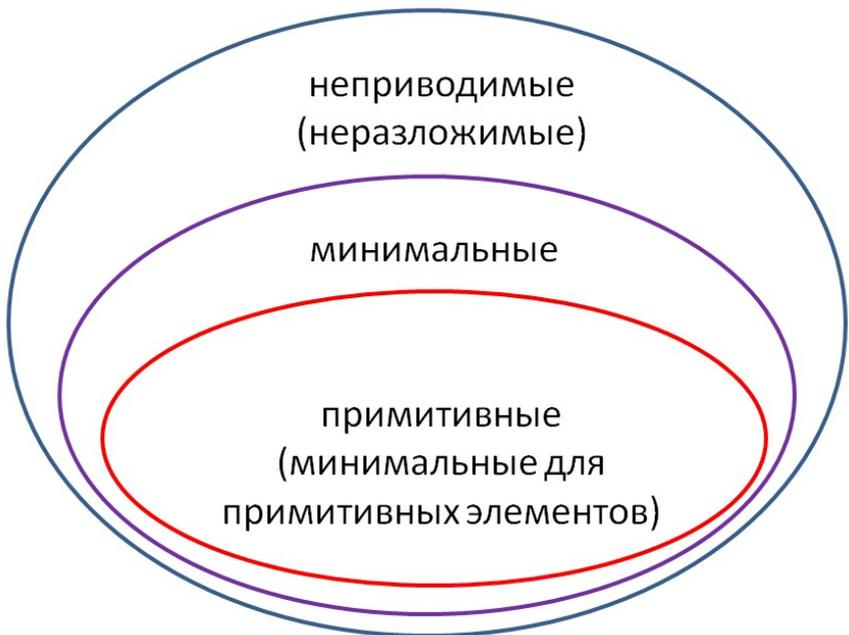 неприводимые
(неразложимые)
минимальные
примитивные
(минимальные для
примитивных элементов)